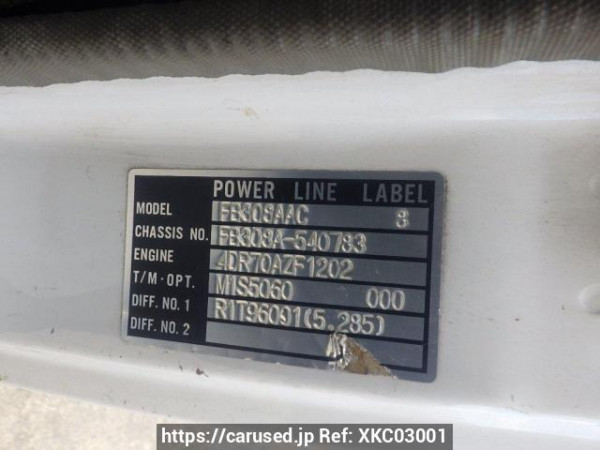 POWER LINE LABEL
MODEL FB308AAC 8
CHASSIS NO. FB308A-540783
ENGINE 4DR70AZF1202
T/M·OPT. M1S5060 000
DIFF. NO. 1 R1T96091(5.285)
DIFF. NO. 2
https://carused.jp Ref: XKC03001